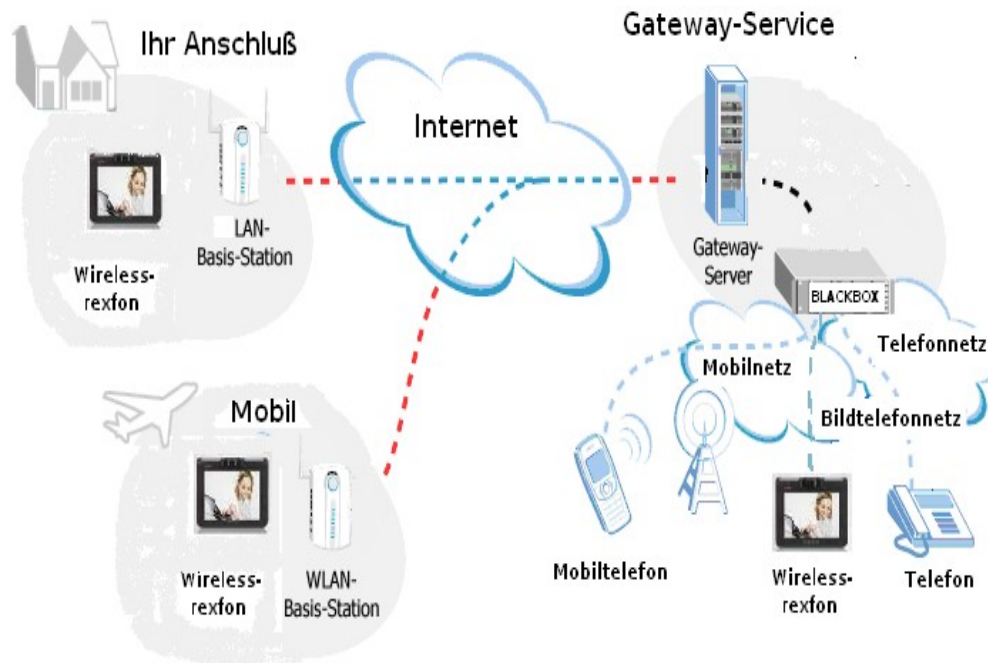 Ihr Anschluß
Gateway-Service
Internet
LAN-
Basis-Station
Wireless-
rexfon
Gateway-
Server
BLACKBOX
Telefonnetz
Mobilnetz
Bildtelefonnetz
Mobil
Wireless-
rexfon
WLAN-
Basis-Station
Mobiltelefon
Wireless-
rexfon
Telefon